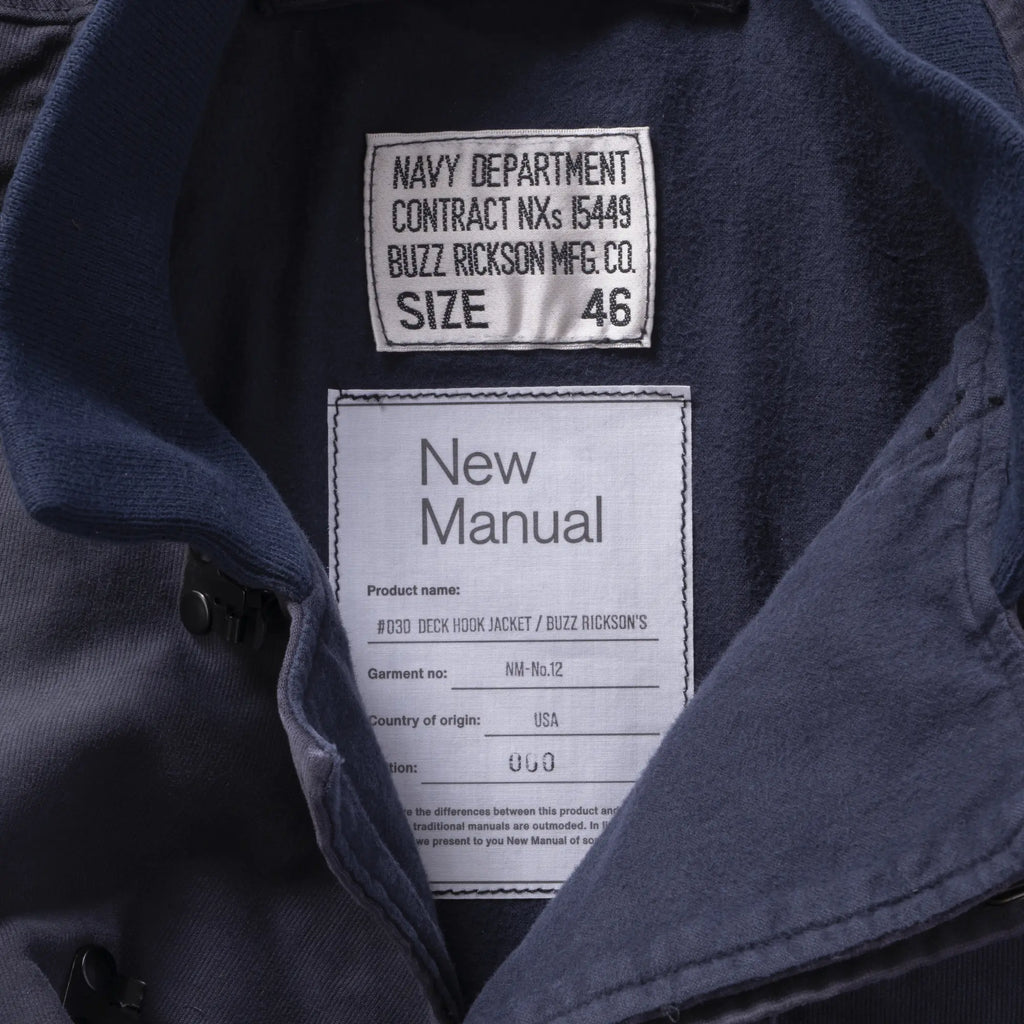 NAVY DEPARTMENT
CONTRACT NXs 15449
BUZZ RICKSON MFG. CO.
SIZE 46
New
Manual
Product name:
#030 DECK HOOK JACKET / BUZZ RICKSON'S
Garment no: NM-No.12
Country of origin: USA
000
the differences between this product
traditional manuals are outmoded. In
we present to you New Manual of